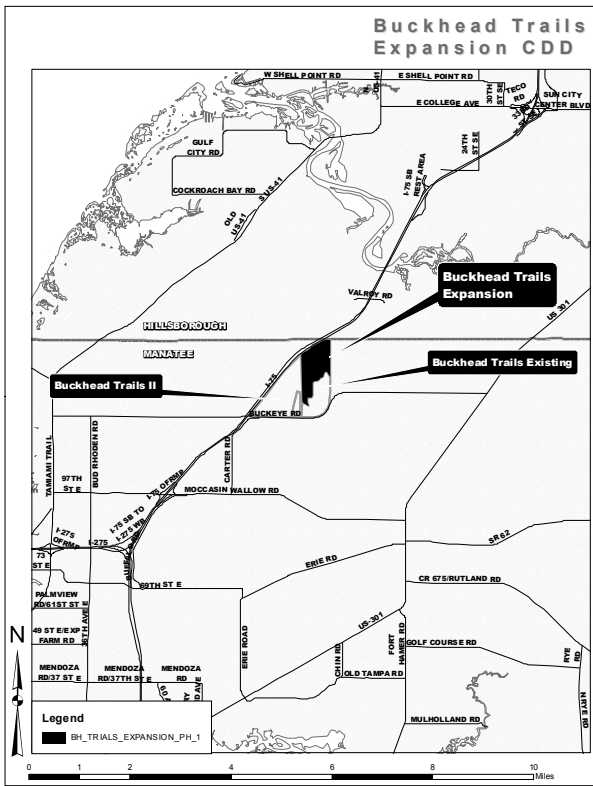 Buckhead Trails
Expansion CDD
W SHELL POINT RD
US-41
E SHELL POINT RD
30TH
ST SE
TECO
RD
SUN CITY
CENTER BLVD
E COLLEGE AVE
GULF
CITY RD
24TH
ST SE
COCKROACH BAY RD
I-75 SB
REST AREA
OLD
US-41
S US-41
VALROY RD
Buckhead Trails
Expansion
US 301
HILLSBOROUGH
MANATEE
Buckhead Trails Existing
Buckhead Trails II
I-75
BUCKEYE RD
TAMIAMI TRAIL
BUD RHODEN RD
CARTER RD
97TH
ST E
I-75 OFRMP
MOCCASIN WALLOW RD
I-75 SB TO
I-275 WB
I-275
OFRMP
I-275
73
ST E
SR 62
ERIE RD
69TH ST E
CR 675/RUTLAND RD
PALMVIEW
RD/61ST ST
36TH AVE E
US-301
49 ST E/EXP
FARM RD
ERIE ROAD
CHIN RD
FORT
HAMER RD
GOLF COURSE RD
RYE
RD
MENDOZA
RD/37 ST E
MENDOZA
RD/37TH ST E
MENDOZA
RD
OLD TAMPA RD
N RYE RD
MULHOLLAND RD
N
Legend
BH_TRIALS_EXPANSION_PH_1
0 1 2 4 6 8 10
Miles